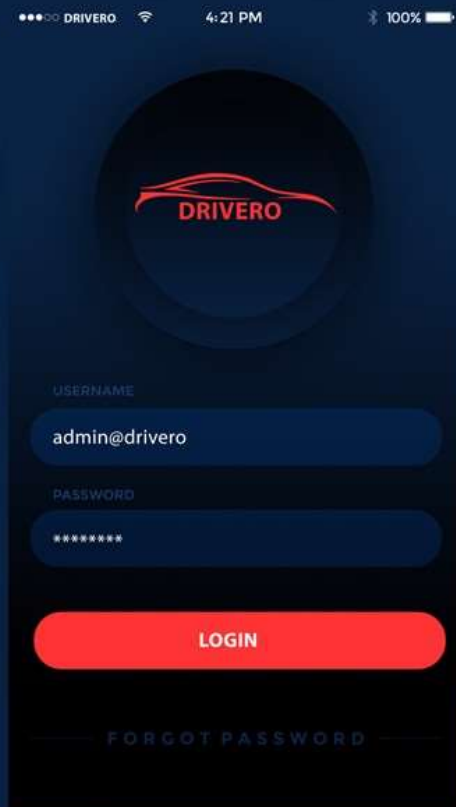 DRIVERO 4:21 PM 100%
DRIVERO
USERNAME
admin@drivero
PASSWORD
********
LOGIN
FORGOT PASSWORD